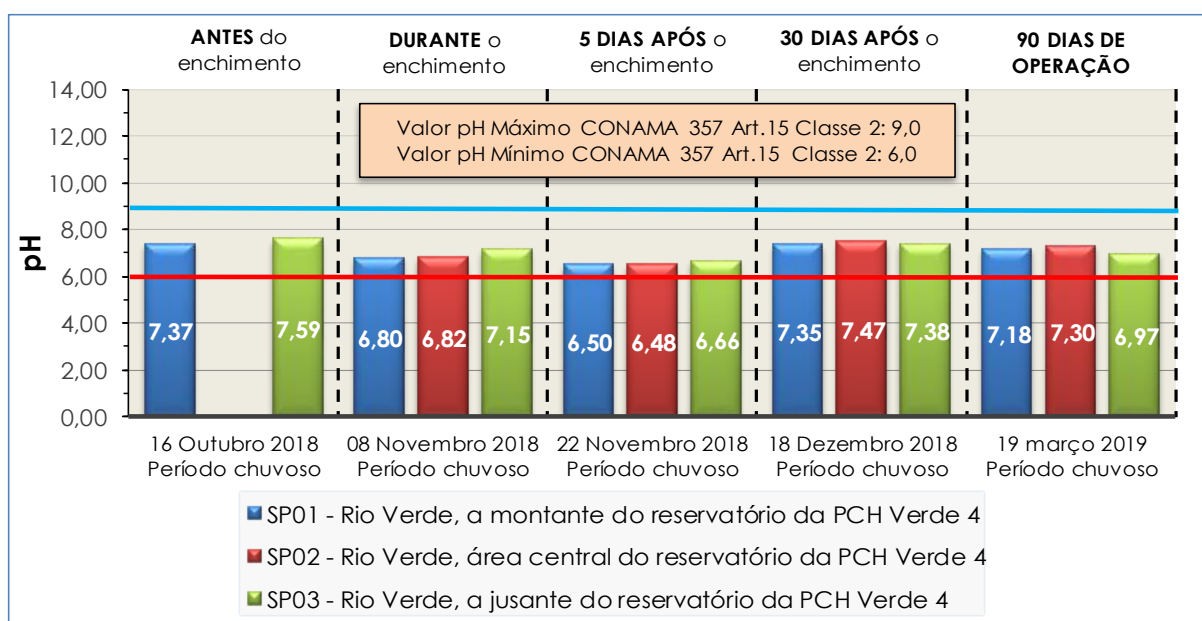 ANTES do
enchimento
DURANTE o
enchimento
5 DIAS APÓS o
enchimento
30 DIAS APÓS o
enchimento
90 DIAS DE
OPERAÇÃO
14,00
12,00
10,00
8,00
6,00
4,00
2,00
0,00
pH
Valor pH Máximo CONAMA 357 Art.15 Classe 2: 9,0
Valor pH Mínimo CONAMA 357 Art.15 Classe 2: 6,0
7,37
7,59
6,80
6,82
7,15
6,50
6,48
6,66
7,35
7,47
7,38
7,18
7,30
6,97
16 Outubro 2018
Período chuvoso
08 Novembro 2018
Período chuvoso
22 Novembro 2018
Período chuvoso
18 Dezembro 2018
Período chuvoso
19 março 2019
Período chuvoso
SP01 - Rio Verde, a montante do reservatório da PCH Verde 4
SP02 - Rio Verde, área central do reservatório da PCH Verde 4
SP03 - Rio Verde, a jusante do reservatório da PCH Verde 4